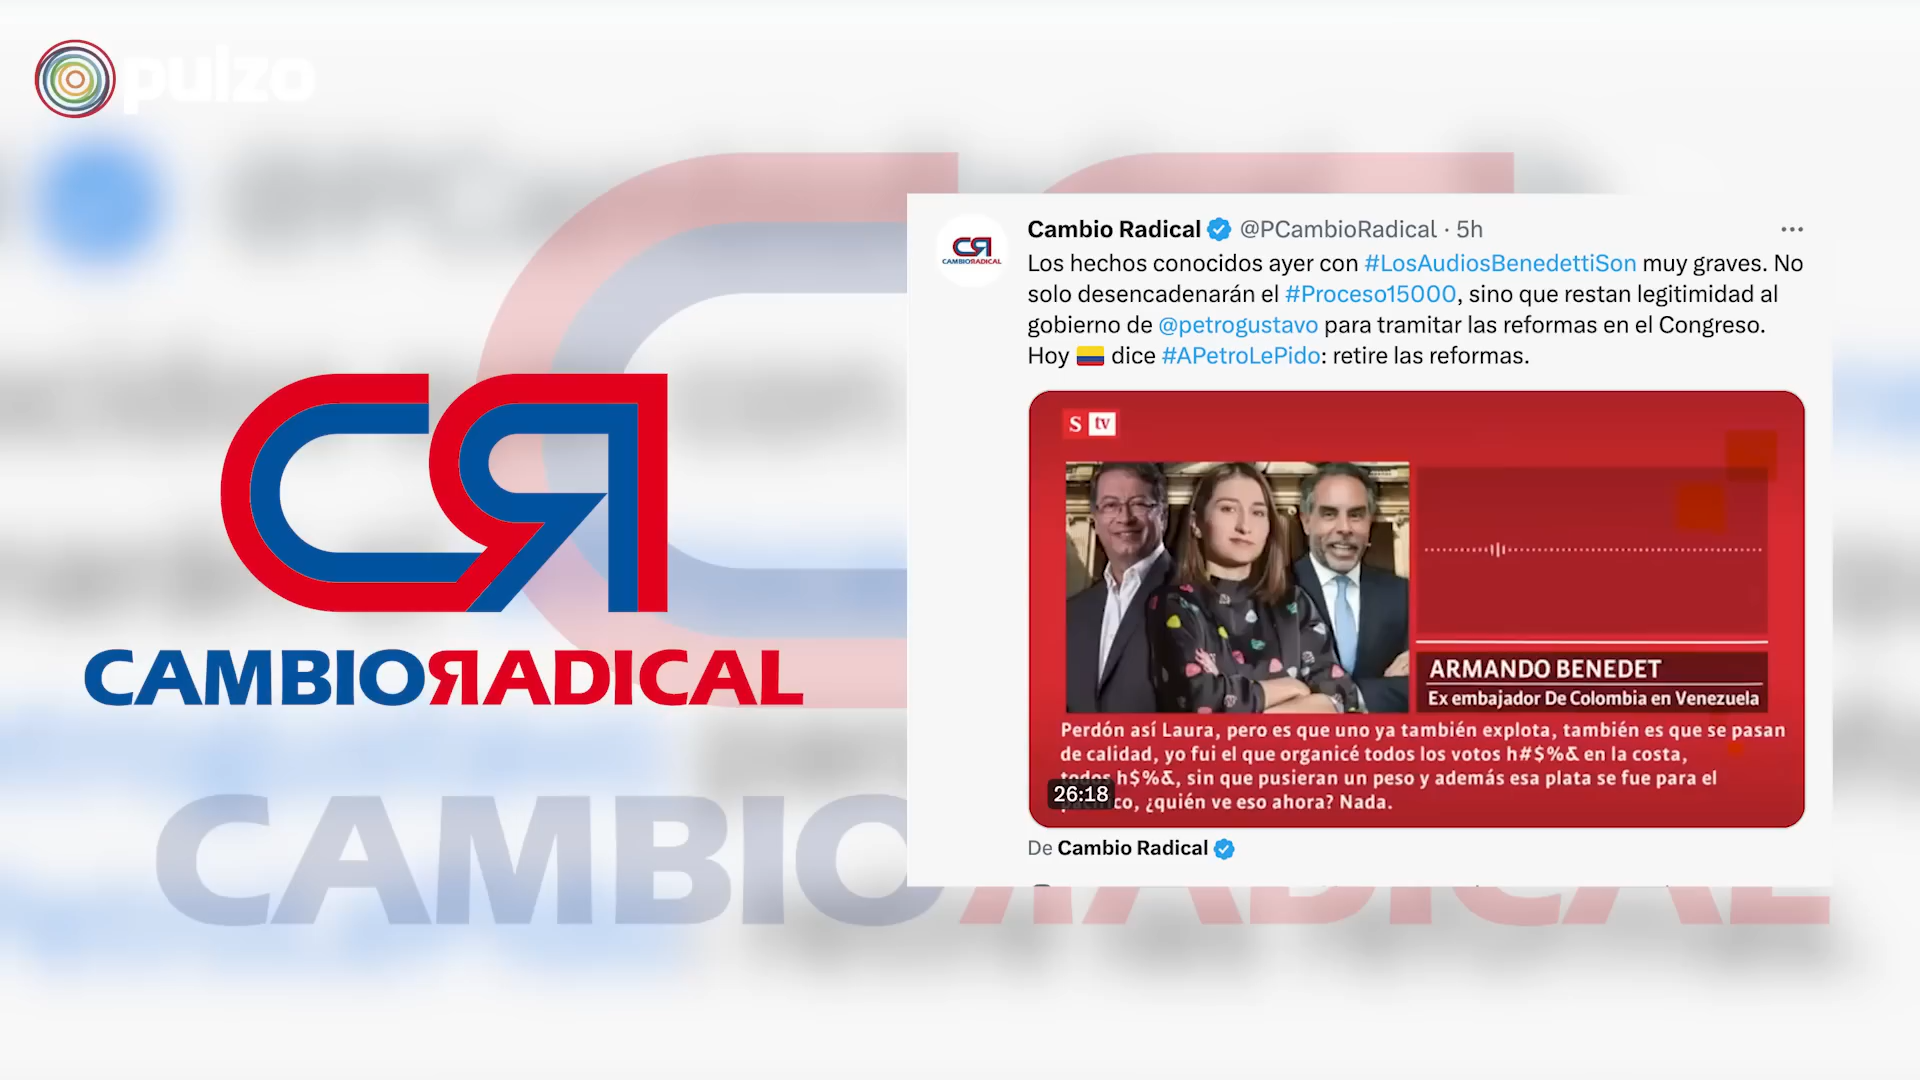 pulzo
CR
CAMBIORADICAL
Cambio Radical @PCambioRadical · 5h
Los hechos conocidos ayer con #LosAudiosBenedettiSon muy graves. No
solo desencadenarán el #Proceso15000, sino que restan legitimidad al
gobierno de @petrogustavo para tramitar las reformas en el Congreso.
Hoy 🇨🇴 dice #APetroLePido: retire las reformas.
CR
CAMBIORADICAL
S tv
ARMANDO BENEDET
Ex embajador De Colombia en Venezuela
Perdón así Laura, pero es que uno ya también explota, también es que se pasan
de calidad, yo fui el que organicé todos los votos h#$%& en la costa,
todos h$%&, sin que pusieran un peso y además esa plata se fue para el
pacífico, ¿quién ve eso ahora? Nada.
26:18
De Cambio Radical
CAMBIORADICAL